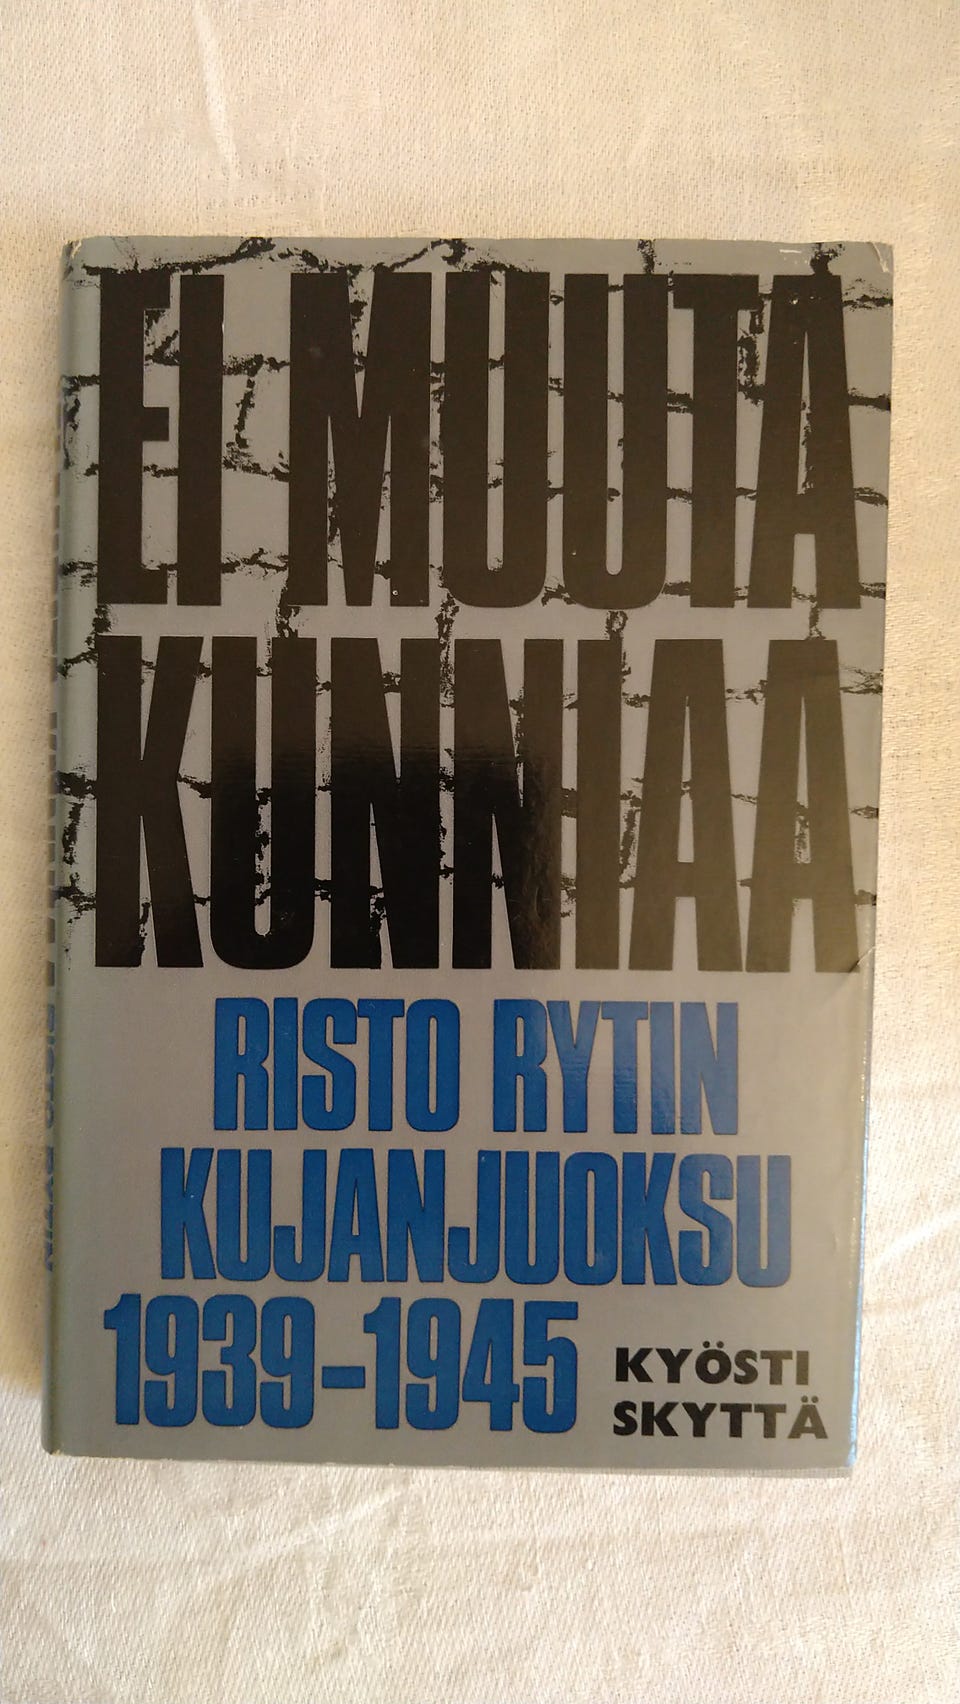 EI MUUTA
KUNNIAA
RISTO RYTIN
KUJANJUOKSU
1939-1945
KYÖSTI
SKYTTÄ